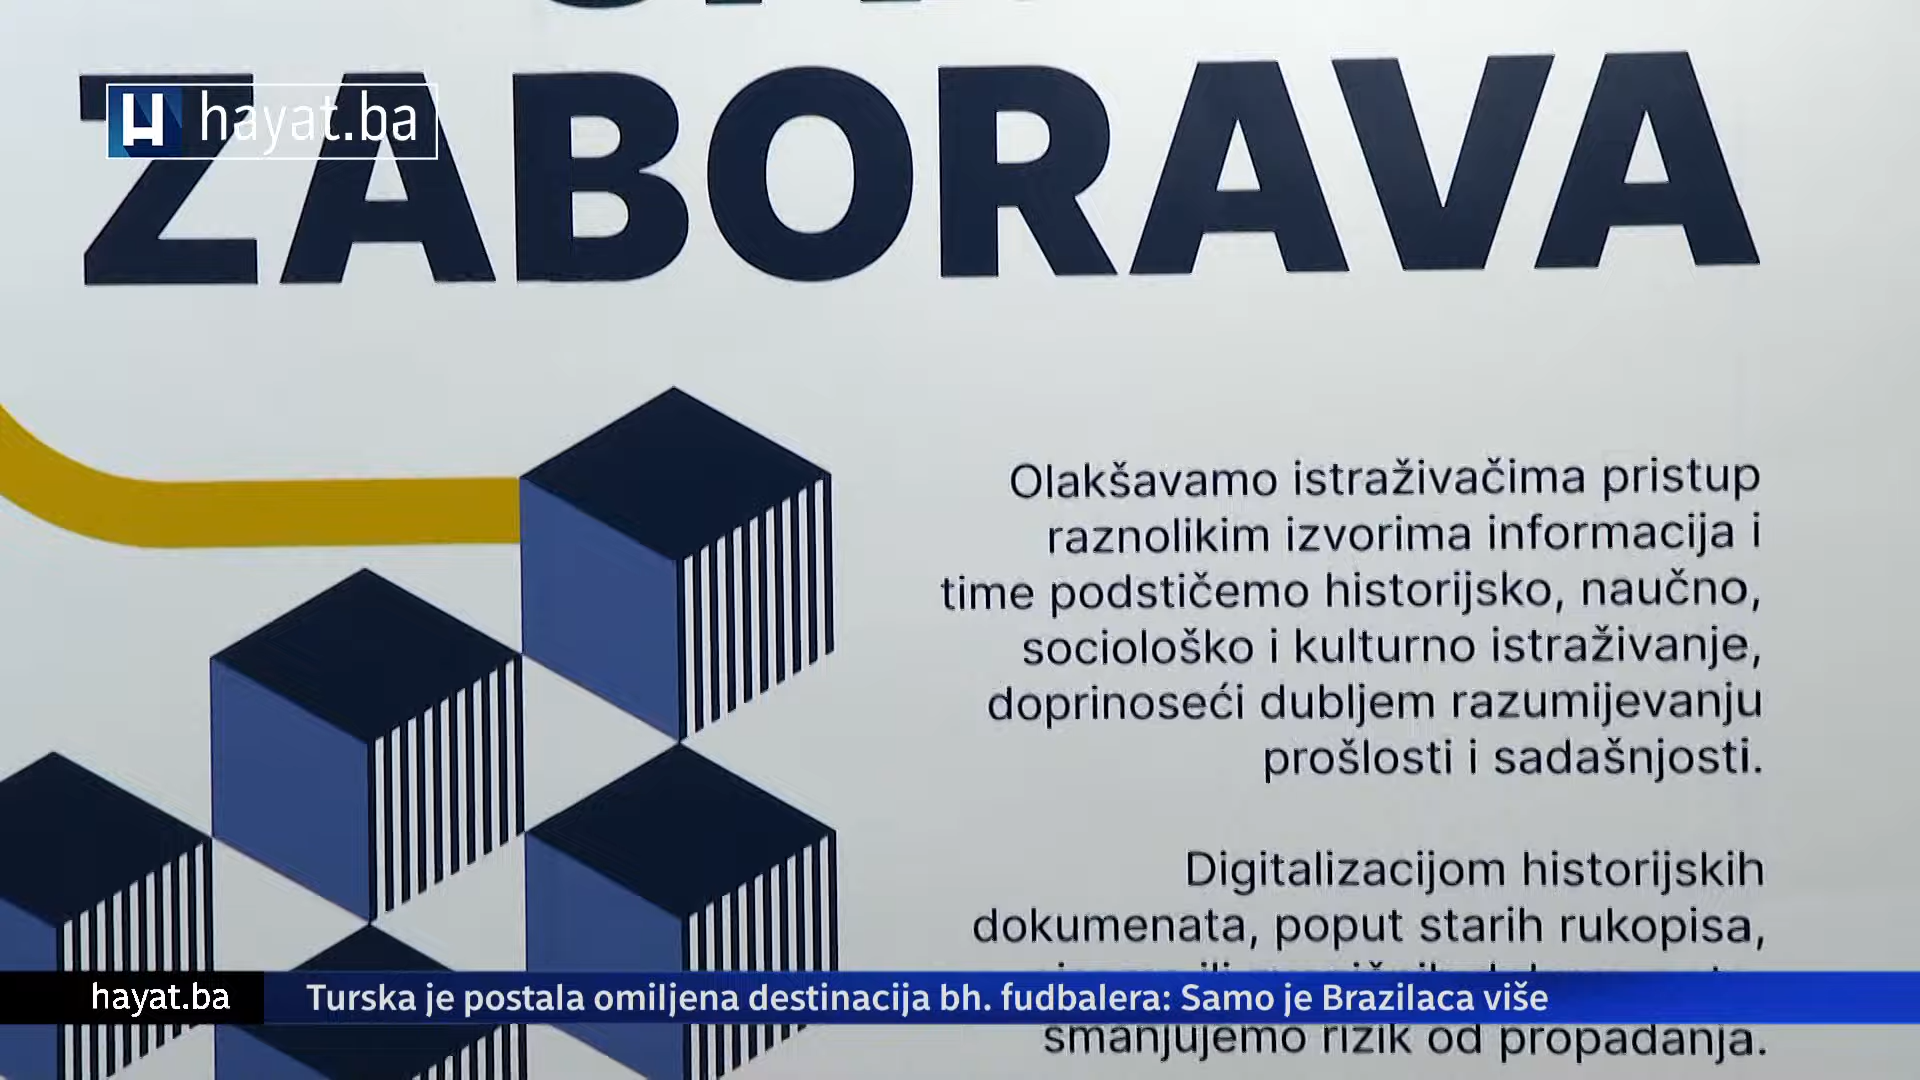 ZABORAVA
hayat.ba
Olakšavamo istraživačima pristup
raznolikim izvorima informacija i
time podstičemo historijsko, naučno,
sociološko i kulturno istraživanje,
doprinoseći dubljem razumijevanju
prošlosti i sadašnjosti.
Digitalizacijom historijskih
dokumenata, poput starih rukopisa,
hayat.ba
Turska je postala omiljena destinacija bh. fudbalera: Samo je Brazilaca više
smanjujemo rizik od propadanja.